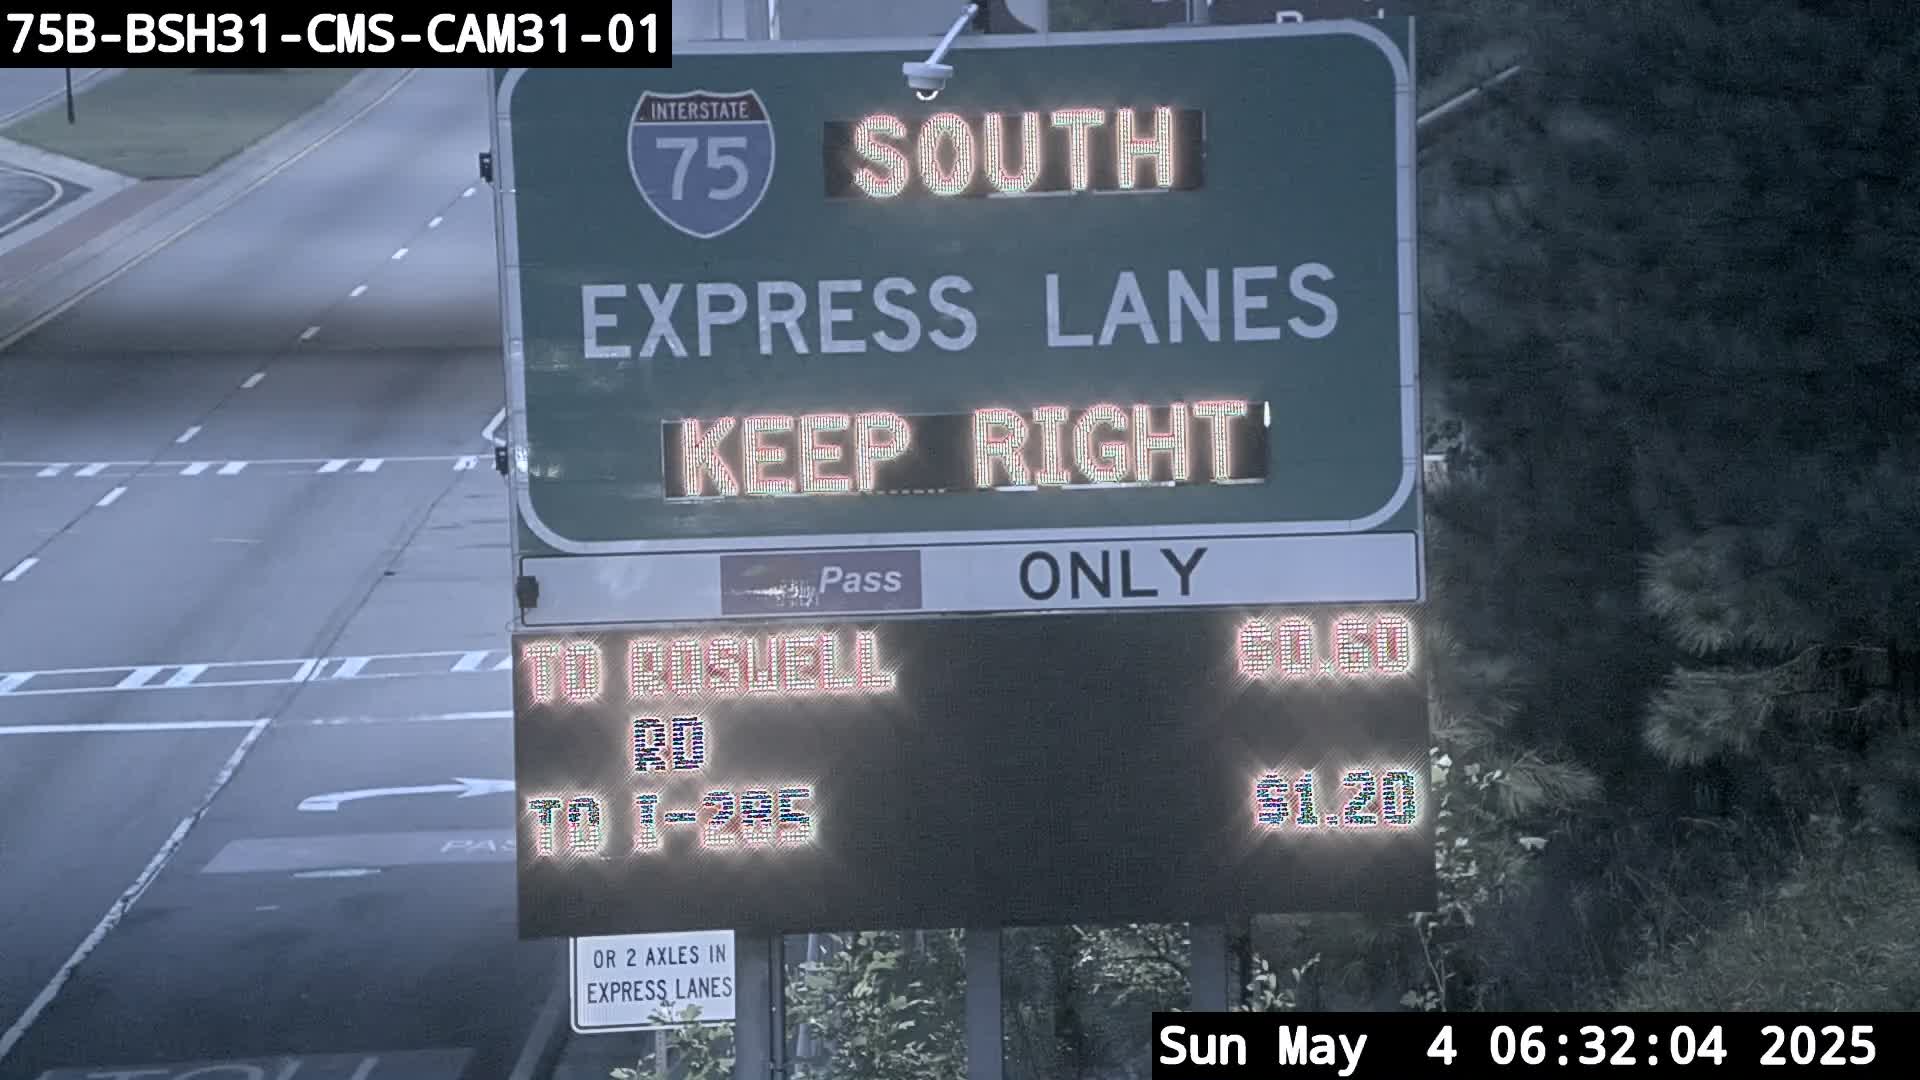 75B-BSH31-CMS-CAM31-01
INTERSTATE
75
SOUTH
EXPRESS LANES
KEEP RIGHT
Pass ONLY
TO ROSWELL $0.60
RD
TO I-285 $1.20
OR 2 AXLES IN
EXPRESS LANES
Sun May 4 06:32:04 2025